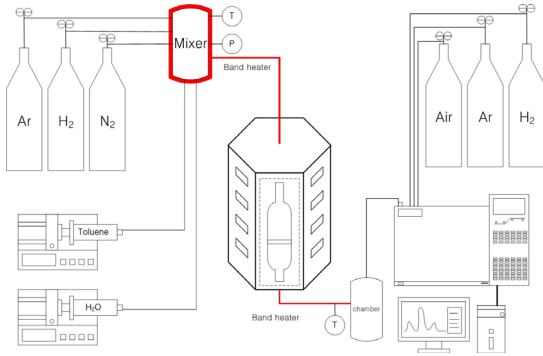 T
Mixer
P
Band heater
Ar
H₂
N₂
Air
Ar
H₂
Toluene
H₂O
Band heater
T
chamber